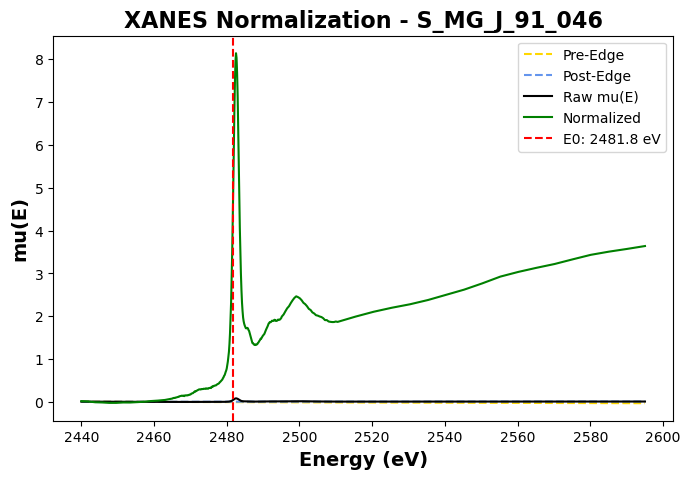 XANES Normalization - S_MG_J_91_046
mu(E)
8
7
6
5
4
3
2
1
0
Pre-Edge
Post-Edge
Raw mu(E)
Normalized
E0: 2481.8 eV
2440 2460 2480 2500 2520 2540 2560 2580 2600
Energy (eV)